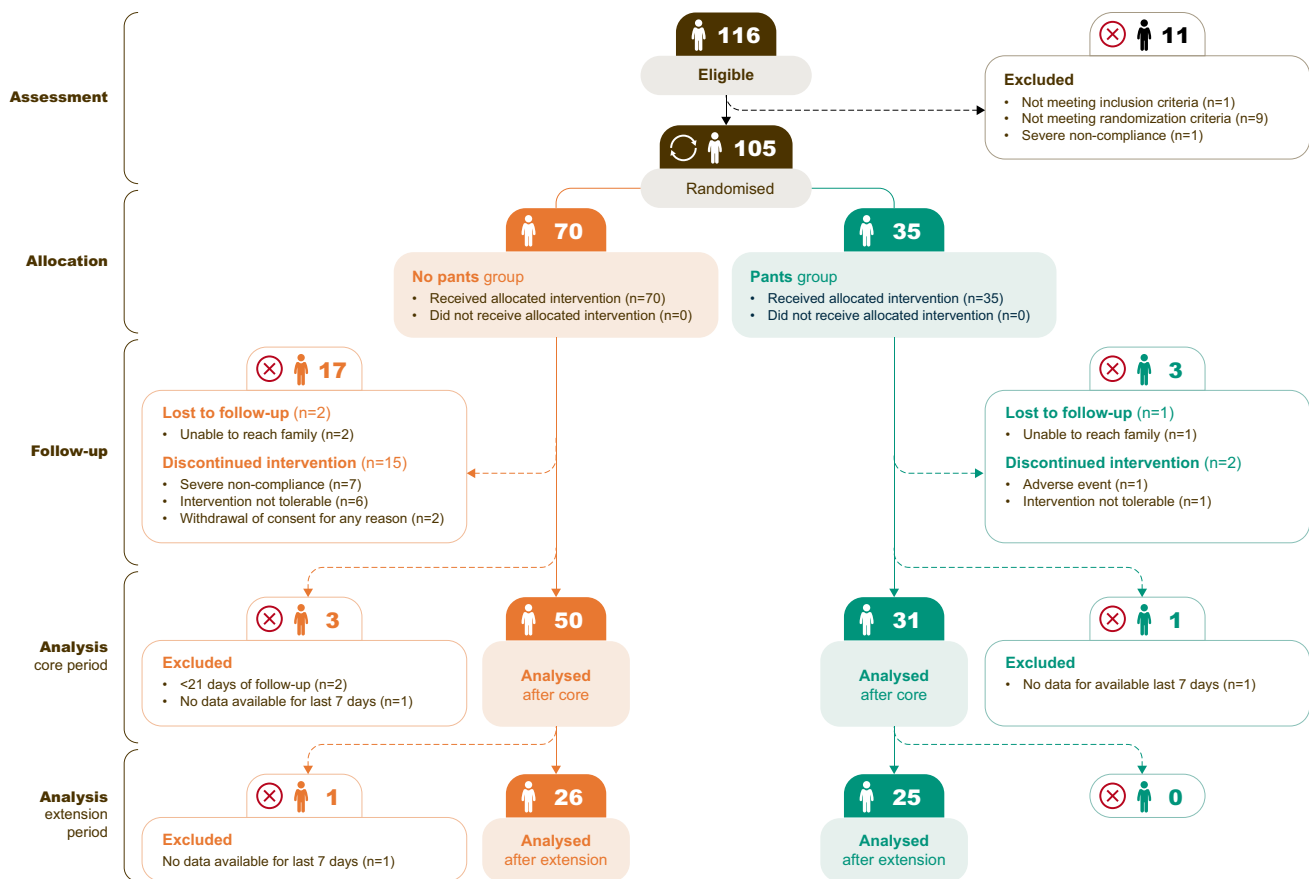 Assessment
116
Eligible
11
Excluded
• Not meeting inclusion criteria (n=1)
• Not meeting randomization criteria (n=9)
• Severe non-compliance (n=1)
105
Randomised
Allocation
70
No pants group
• Received allocated intervention (n=70)
• Did not receive allocated intervention (n=0)
35
Pants group
• Received allocated intervention (n=35)
• Did not receive allocated intervention (n=0)
Follow-up
17
Lost to follow-up (n=2)
• Unable to reach family (n=2)
Discontinued intervention (n=15)
• Severe non-compliance (n=7)
• Intervention not tolerable (n=6)
• Withdrawal of consent for any reason (n=2)
3
Lost to follow-up (n=1)
• Unable to reach family (n=1)
Discontinued intervention (n=2)
• Adverse event (n=1)
• Intervention not tolerable (n=1)
Analysis
core period
3
Excluded
• <21 days of follow-up (n=2)
• No data available for last 7 days (n=1)
50
Analysed
after core
31
Analysed
after core
1
Excluded
• No data for available last 7 days (n=1)
Analysis
extension
period
1
Excluded
No data available for last 7 days (n=1)
26
Analysed
after extension
25
Analysed
after extension
0